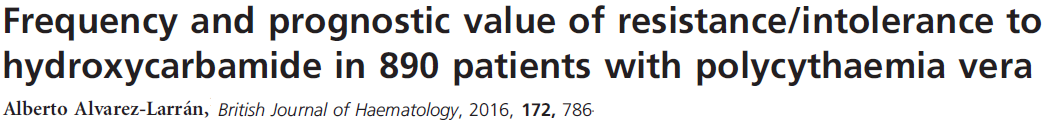 Frequency and prognostic value of resistance/intolerance to
hydroxycarbamide in 890 patients with polycythaemia vera
Alberto Alvarez-Larrán, British Journal of Haematology, 2016, 172, 786.